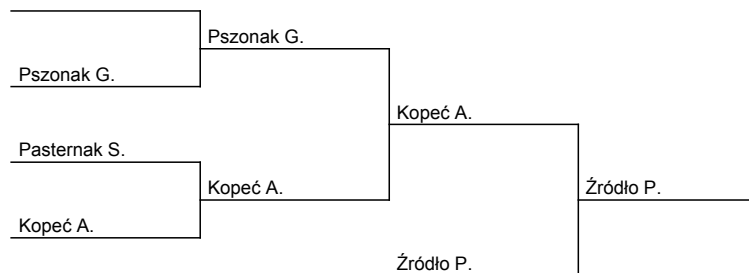 Pszonak G.
Pszonak G.
Kopeć A.
Pasternak S.
Kopeć A.
Źródło P.
Kopeć A.
Źródło P.